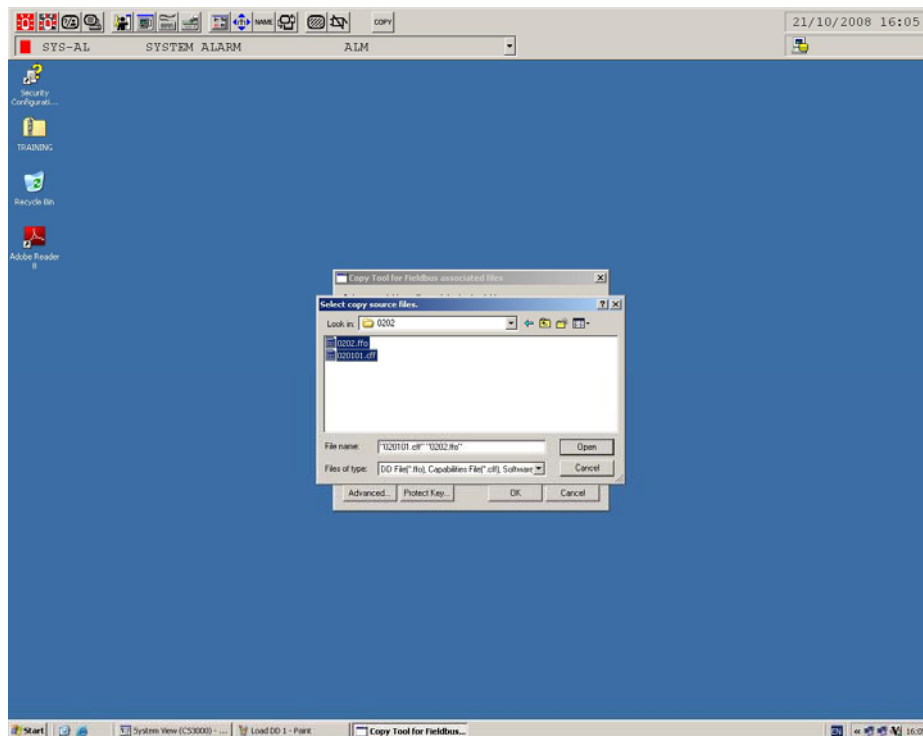 NAME
COPY
21/10/2008 16:05
SYS-AL SYSTEM ALARM ALM
Security
Configurati...
TRAINING
Recycle Bin
Adobe Reader
8
Copy Tool for Fieldbus associated files
Select copy source files.
Look in: 0202
0202.ffo
020101.cff
File name: "020101.cff" "0202.ffo"
Open
Files of type: DD File(*.ffo), Capabilities File(*.cff), Software
Cancel
Advanced... Protect Key... OK Cancel
Start
System View (CS3000) - ...
Load DD 1 - Paint
Copy Tool for Fieldbus...
EN